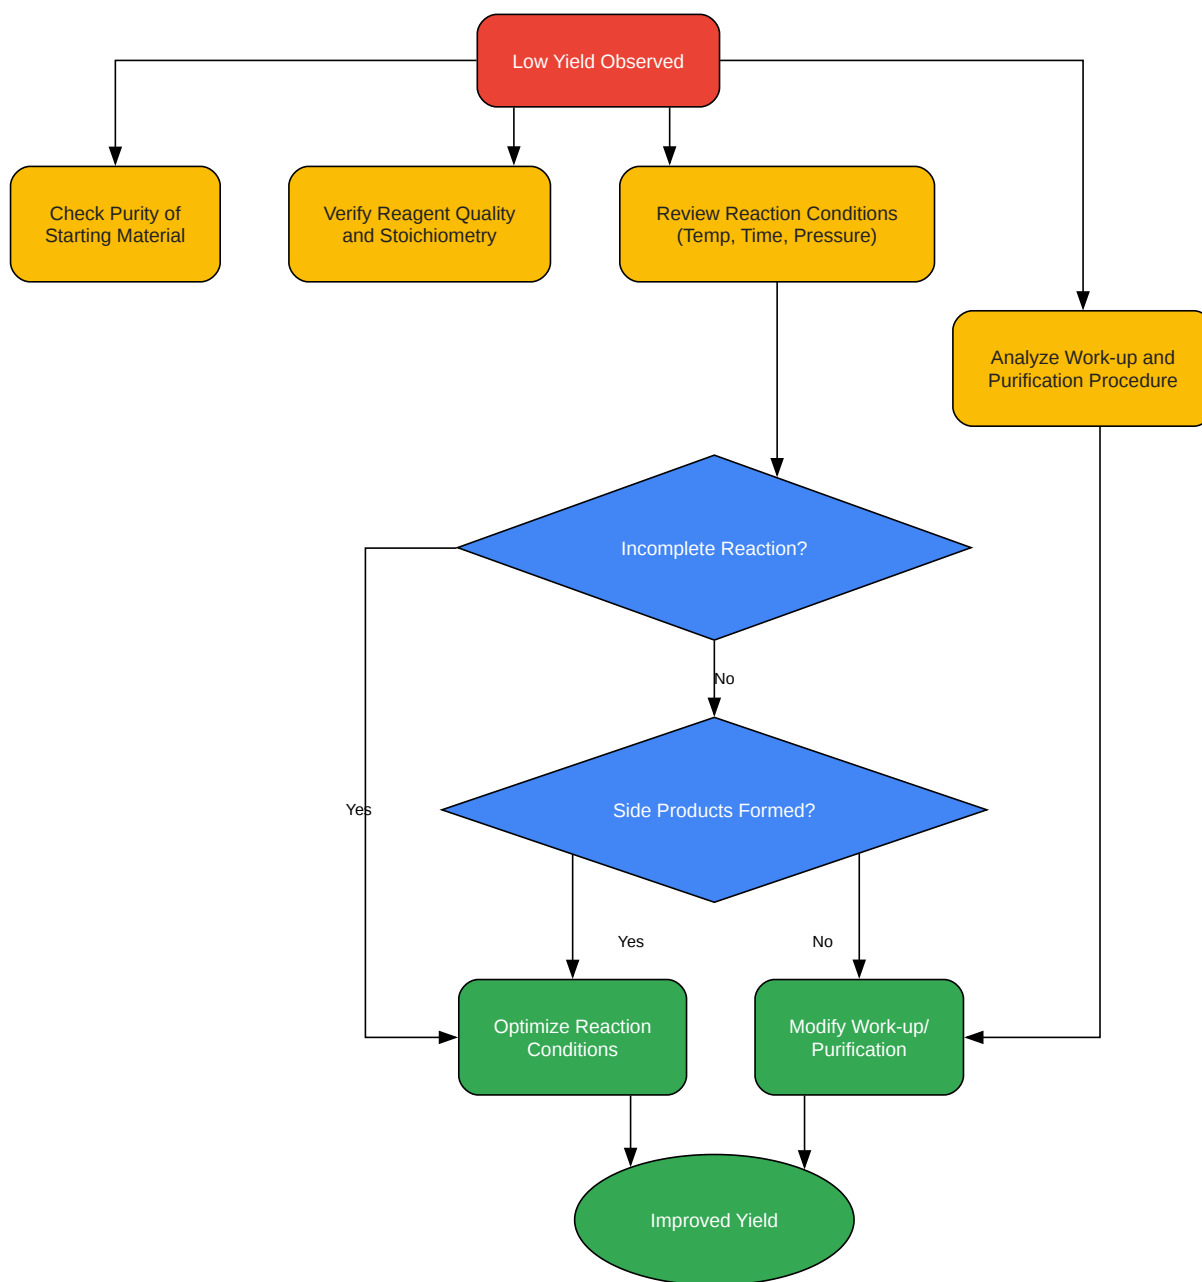 Low Yield Observed
Check Purity of
Starting Material
Verify Reagent Quality
and Stoichiometry
Review Reaction Conditions
(Temp, Time, Pressure)
Analyze Work-up and
Purification Procedure
Incomplete Reaction?
No
Side Products Formed?
Yes
Yes
No
Optimize Reaction
Conditions
Modify Work-up/
Purification
Improved Yield